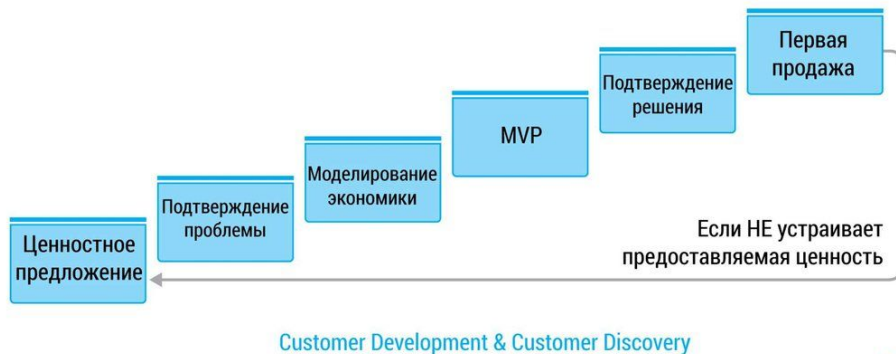 Ценностное
предложение
Подтверждение
проблемы
Моделирование
экономики
MVP
Подтверждение
решения
Первая
продажа
Если НЕ устраивает
предоставляемая ценность
Customer Development & Customer Discovery